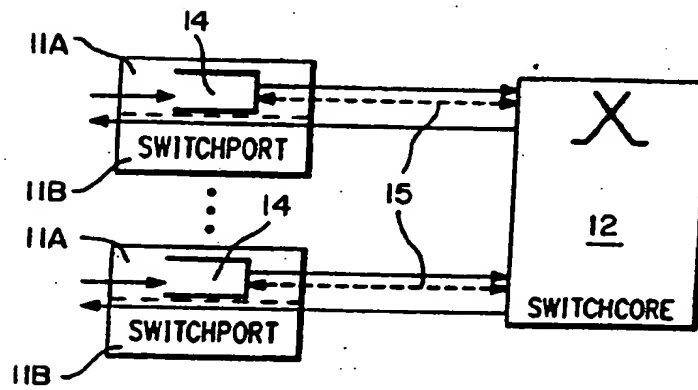 14
11A
15
SWITCHPORT
11B
11A
14
12
SWITCHCORE
SWITCHPORT
11B